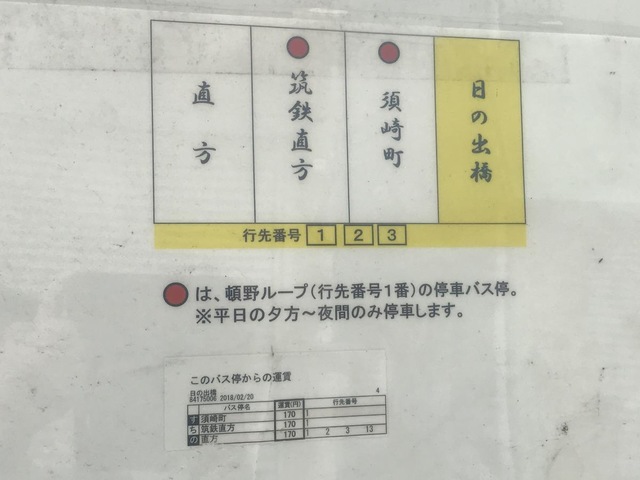 直方
筑鉄直方
須崎町
日の出橋
行先番号 1 2 3
は、頓野ループ(行先番号1番)の停車バス停。
※平日の夕方~夜間のみ停車します。
このバス停からの運賃
日の出橋
84175006 2018/02/20 4
バス停名 運賃(円) 行先番号
す 須崎町 170 1
ち 筑鉄直方 170 1
の 直方 170 1 2 3 13